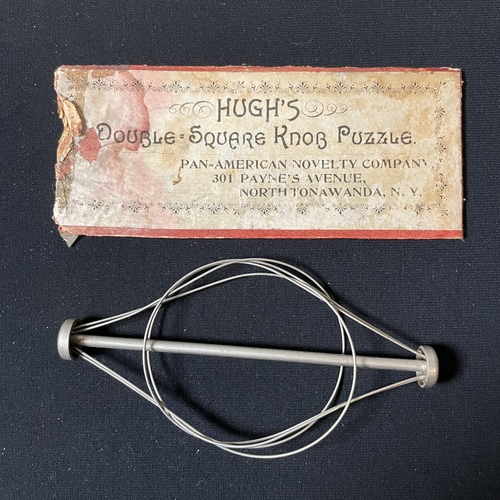 HUGH'S
DOUBLE=SQUARE KNOB PUZZLE.
PAN-AMERICAN NOVELTY COMPANY
301 PAYNE'S AVENUE,
NORTH TONAWANDA, N. Y.